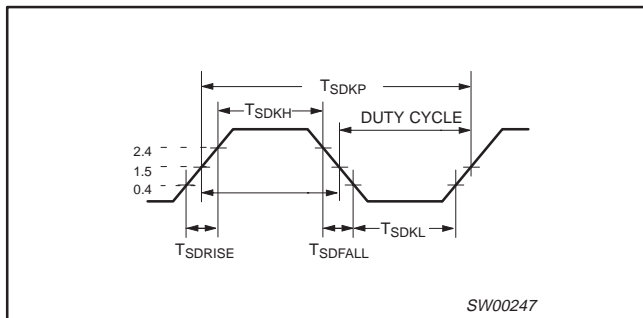 TSDKP
TSDKH
DUTY CYCLE
2.4
1.5
0.4
TSDRISE
TSDFALL
TSDKL
SW00247